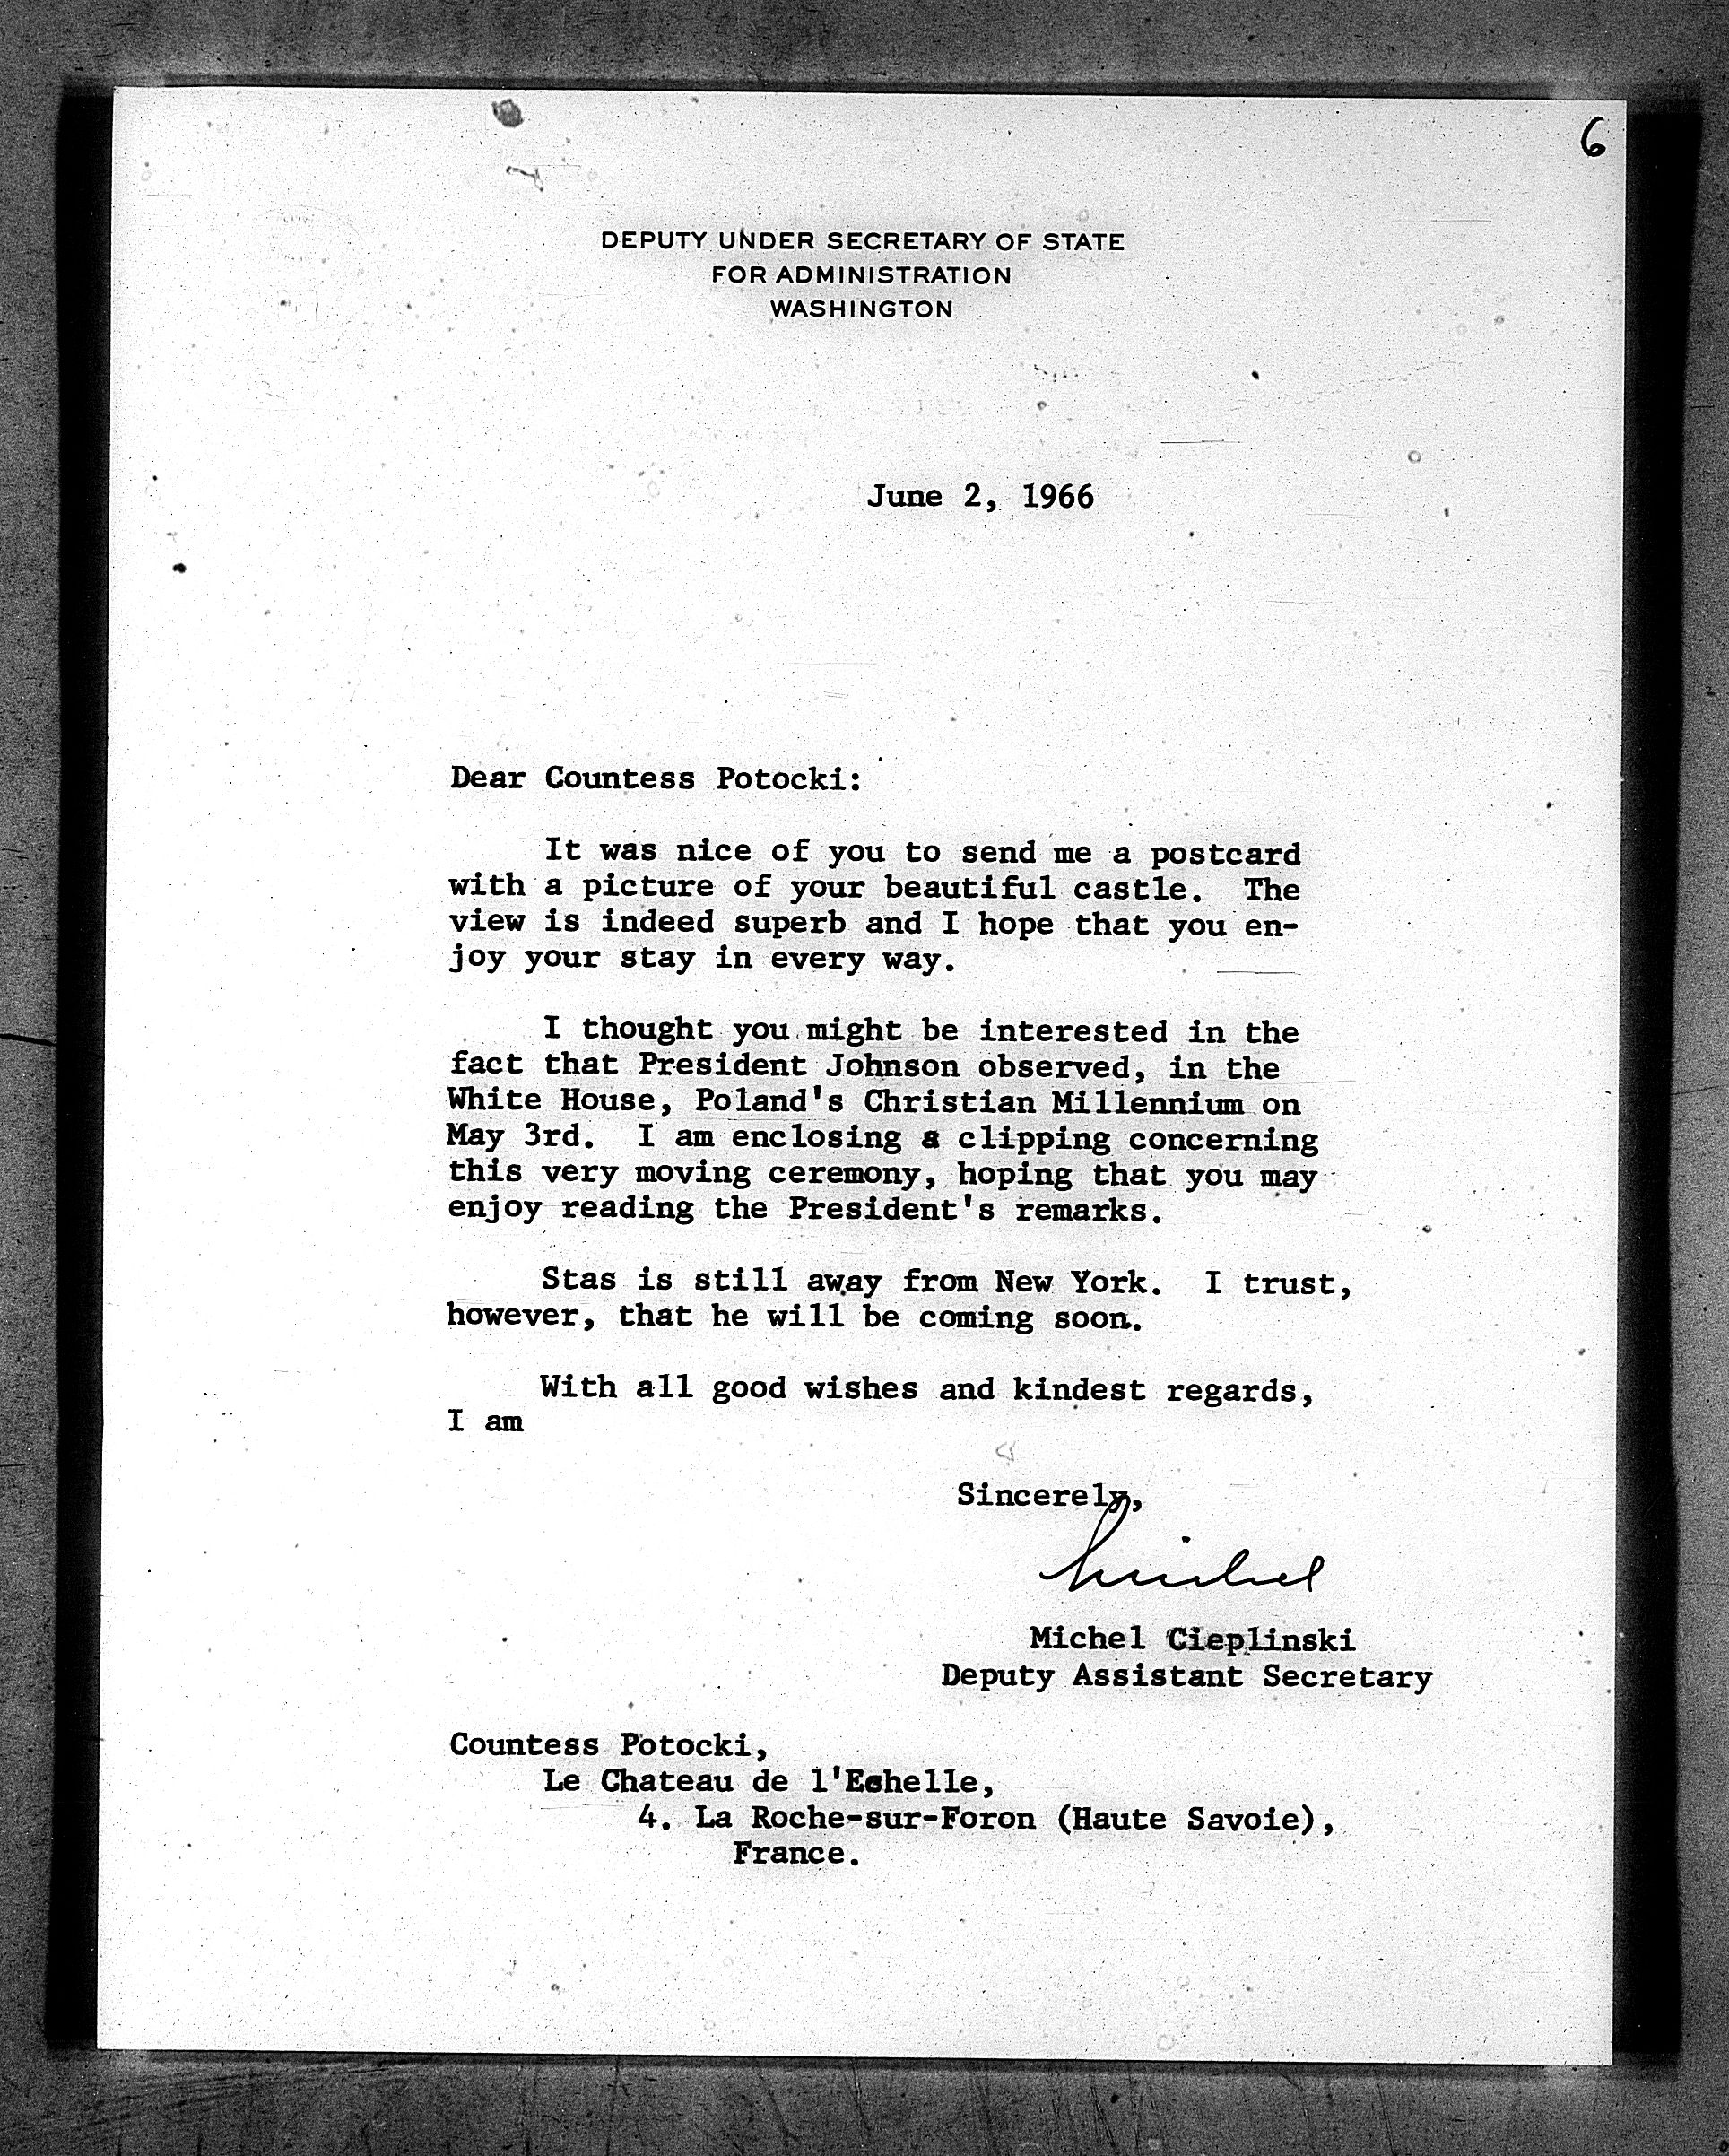 6
DEPUTY UNDER SECRETARY OF STATE
FOR ADMINISTRATION
WASHINGTON
June 2, 1966
Dear Countess Potocki:
It was nice of you to send me a postcard
with a picture of your beautiful castle. The
view is indeed superb and I hope that you en-
joy your stay in every way.
I thought you might be interested in the
fact that President Johnson observed, in the
White House, Poland's Christian Millennium on
May 3rd. I am enclosing a clipping concerning
this very moving ceremony, hoping that you may
enjoy reading the President's remarks.
Stas is still away from New York. I trust,
however, that he will be coming soon.
With all good wishes and kindest regards,
I am
Sincerely,
Michel
Michel Cieplinski
Deputy Assistant Secretary
Countess Potocki,
Le Chateau de l'Echelle,
4. La Roche-sur-Foron (Haute Savoie),
France.